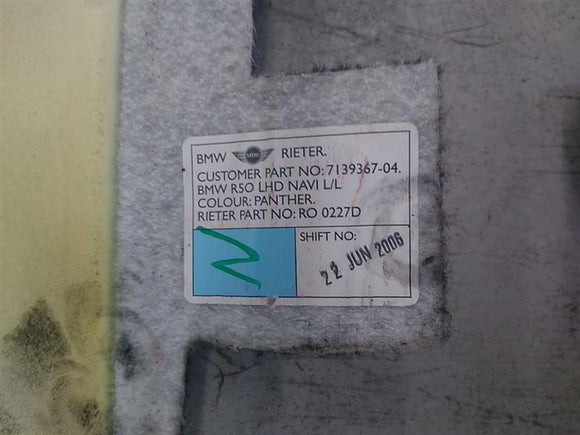 BMW MINI RIETER.
CUSTOMER PART NO: 7139367-04.
BMW R50 LHD NAVI L/L
COLOUR: PANTHER.
RIETER PART NO: RO 0227D
SHIFT NO:
22 JUN 2006